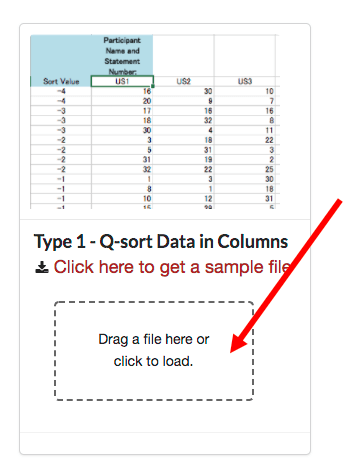 Participant
Name and
Statement
Number:
Sort Value US1 US2 US3
-4 16 30 10
-4 20 9 7
-3 17 16 16
-3 18 32 8
-3 30 4 11
-2 3 18 22
-2 5 31 3
-2 31 19 2
-2 32 22 25
-1 1 3 30
-1 8 1 18
-1 10 12 31
-1 15 29 5
Type 1 - Q-sort Data in Columns
Click here to get a sample file
Drag a file here or
click to load.